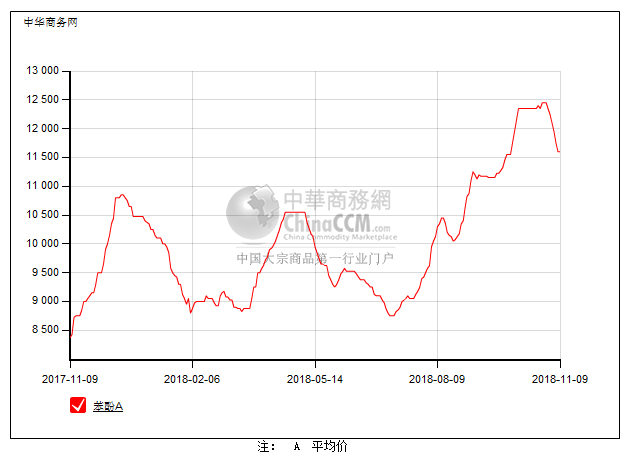 中华商务网
13 000
12 500
12 000
11 500
11 000
10 500
10 000
9 500
9 000
8 500
中華商務網
ChinaCCM.com
China Commodity Marketplace
中国大宗商品第一行业门户
2017-11-09
2018-02-06
2018-05-14
2018-08-09
2018-11-09
苯酚A
注： A 平均价